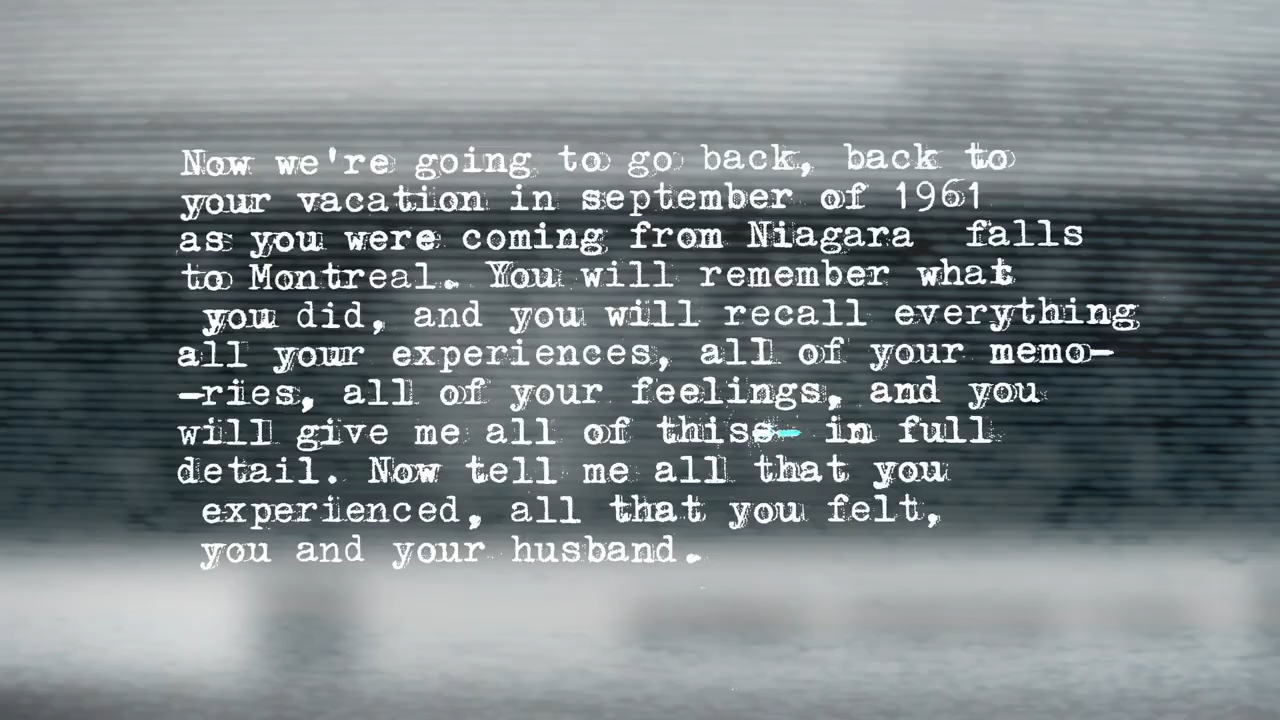 Now we're going to go back, back to
your vacation in september of 1961
as you were coming from Niagara falls
to Montreal. You will remember what
you did, and you will recall everything
all your experiences, all of your memo-
-ries, all of your feelings, and you
will give me all of this- in full
detail. Now tell me all that you
experienced, all that you felt,
you and your husband.